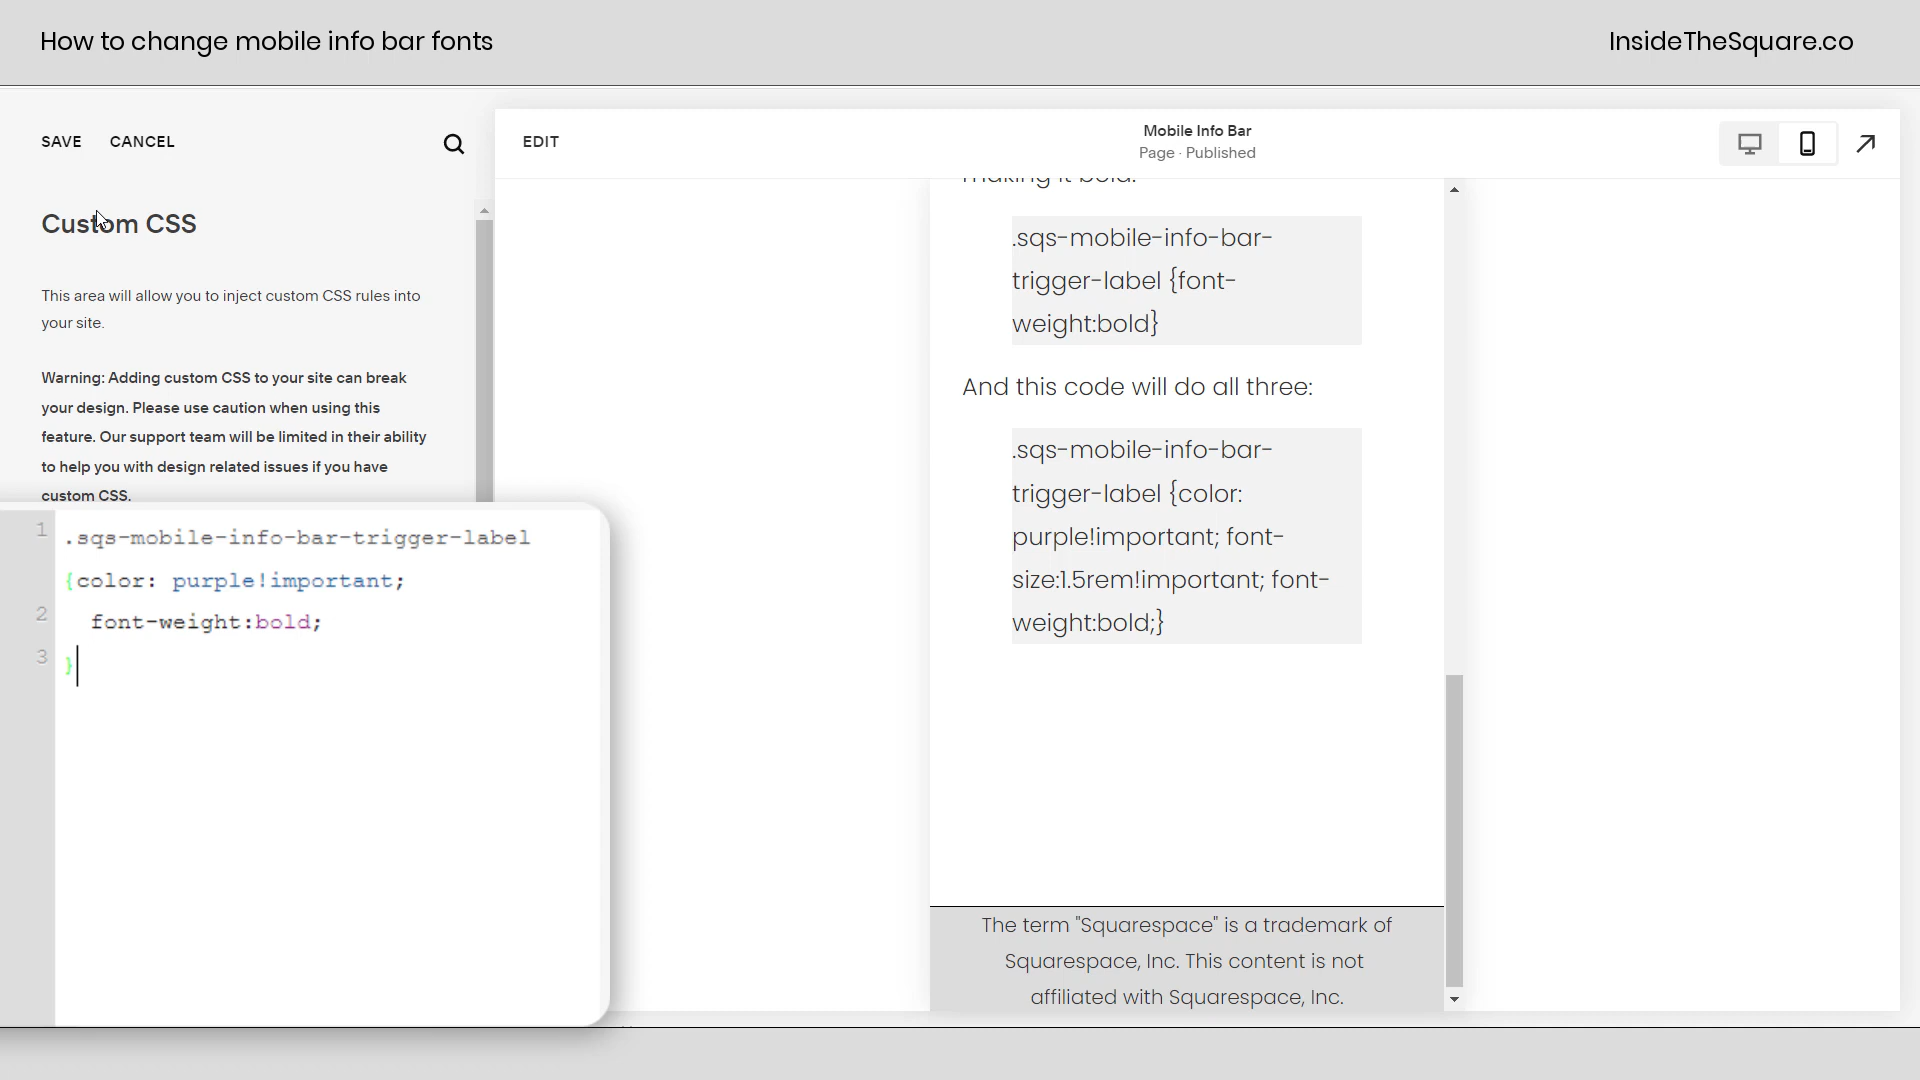 How to change mobile info bar fonts
InsideTheSquare.co
SAVE CANCEL
Custom CSS
This area will allow you to inject custom CSS rules into
your site.
Warning: Adding custom CSS to your site can break
your design. Please use caution when using this
feature. Our support team will be limited in their ability
to help you with design related issues if you have
custom CSS.
1 .sqs-mobile-info-bar-trigger-label
{color: purple!important;
2 font-weight:bold;
3 }
EDIT
Mobile Info Bar
Page · Published
making it bold:
.sqs-mobile-info-bar-
trigger-label {font-
weight:bold}
And this code will do all three:
.sqs-mobile-info-bar-
trigger-label {color:
purple!important; font-
size:1.5rem!important; font-
weight:bold;}
The term "Squarespace" is a trademark of
Squarespace, Inc. This content is not
affiliated with Squarespace, Inc.